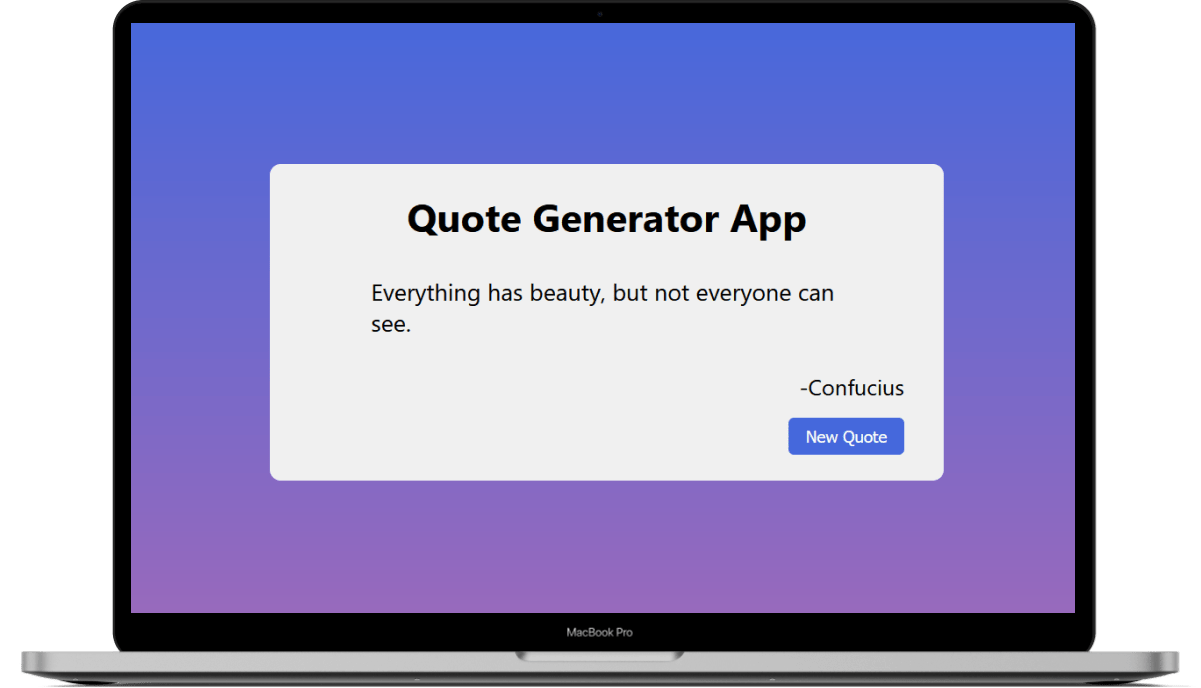 Quote Generator App
Everything has beauty, but not everyone can
see.
-Confucius
New Quote
MacBook Pro